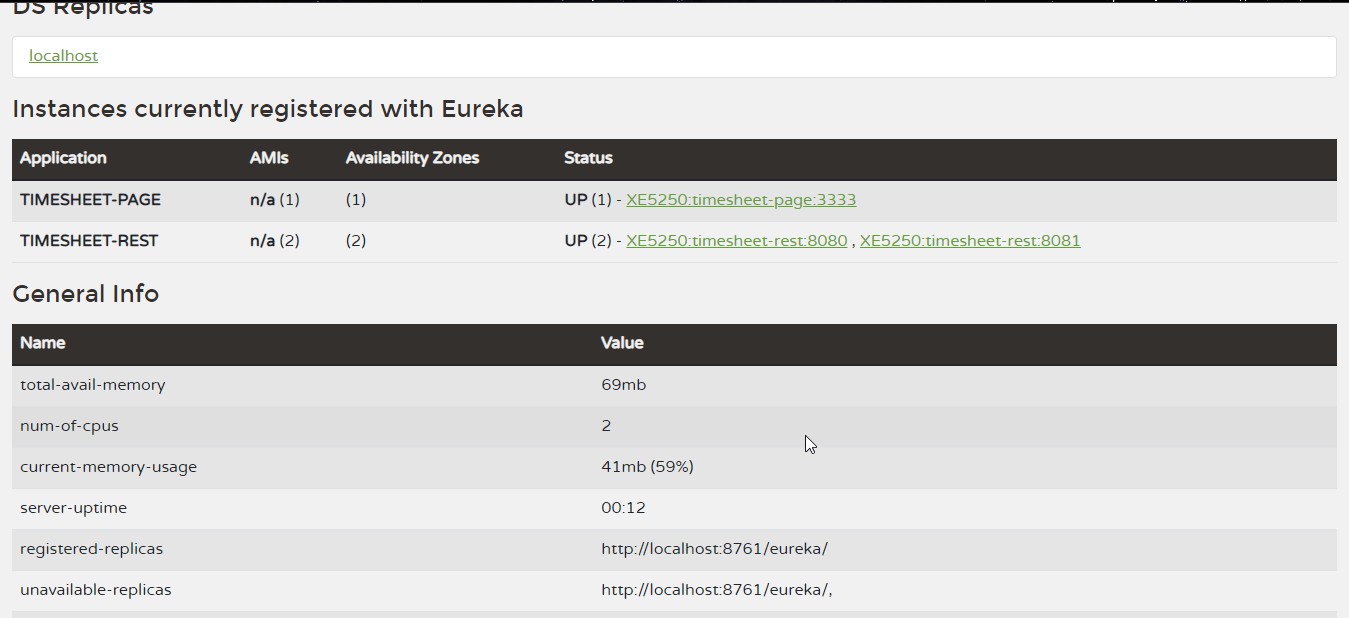 DS Replicas
localhost
Instances currently registered with Eureka
Application AMIs Availability Zones Status
TIMESHEET-PAGE n/a (1) (1) UP (1) - XE5250:timesheet-page:3333
TIMESHEET-REST n/a (2) (2) UP (2) - XE5250:timesheet-rest:8080 , XE5250:timesheet-rest:8081
General Info
Name Value
total-avail-memory 69mb
num-of-cpus 2
current-memory-usage 41mb (59%)
server-uptime 00:12
registered-replicas http://localhost:8761/eureka/
unavailable-replicas http://localhost:8761/eureka/,